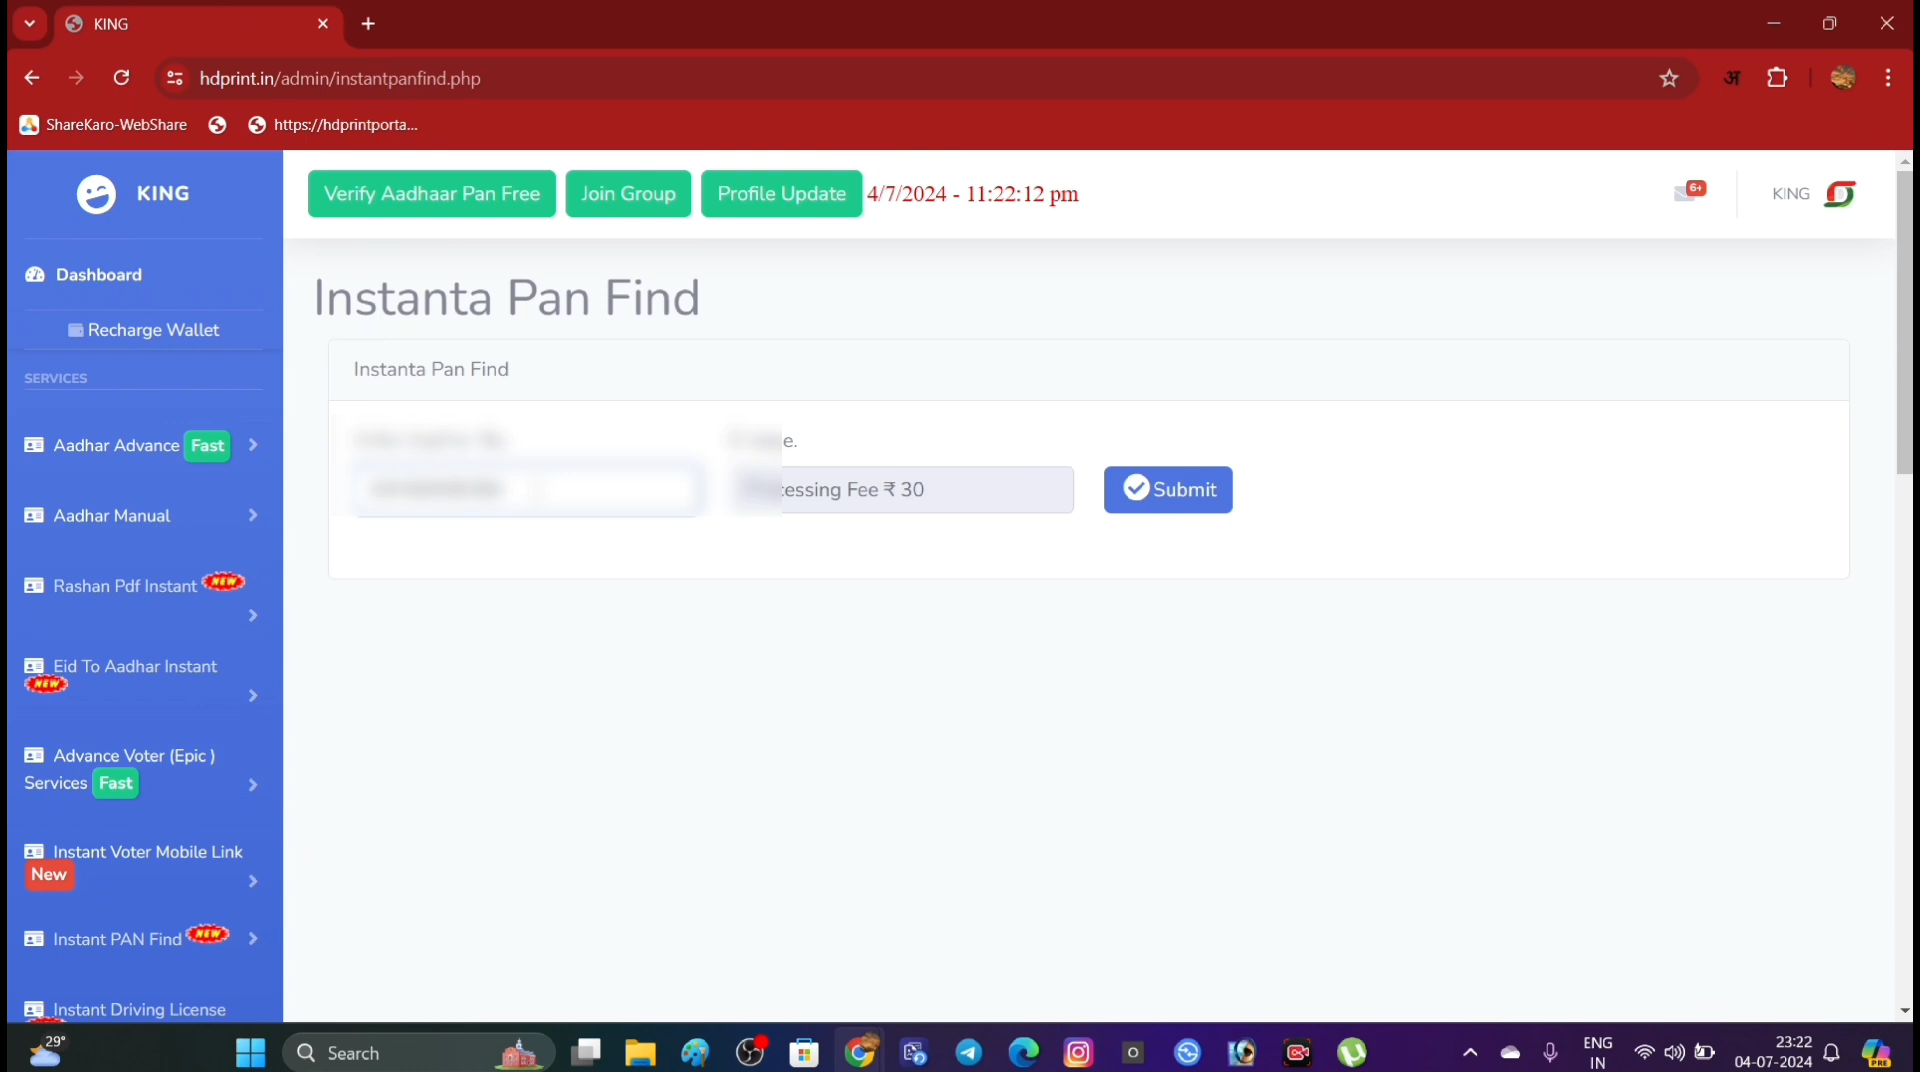 KING
hdprint.in/admin/instantpanfind.php
अ
ShareKaro-WebShare
https://hdprintporta...
KING
Verify Aadhaar Pan Free
Join Group
Profile Update
4/7/2024 - 11:22:12 pm
6+
KING
Dashboard
Recharge Wallet
SERVICES
Aadhar Advance Fast
Aadhar Manual
Rashan Pdf Instant NEW
Eid To Aadhar Instant
NEW
Advance Voter (Epic )
Services Fast
Instant Voter Mobile Link
New
Instant PAN Find NEW
Instant Driving License
Instanta Pan Find
Instanta Pan Find
Fee ₹ 30
Submit
29°
Search
ENG
IN
23:22
04-07-2024
PRE